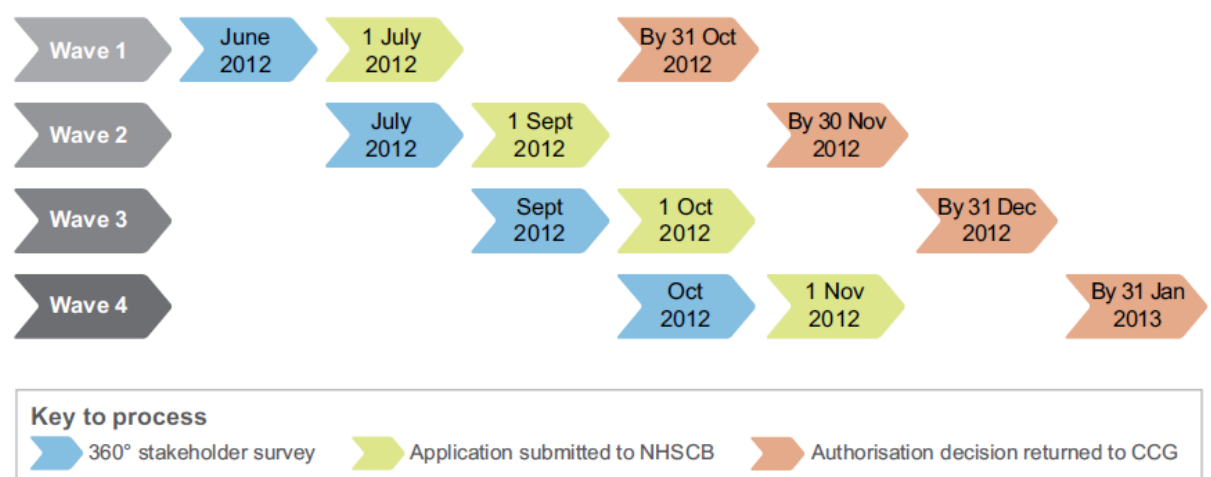 Wave 1
June
2012
1 July
2012
By 31 Oct
2012
Wave 2
July
2012
1 Sept
2012
By 30 Nov
2012
Wave 3
Sept
2012
1 Oct
2012
By 31 Dec
2012
Wave 4
Oct
2012
1 Nov
2012
By 31 Jan
2013
Key to process
360° stakeholder survey
Application submitted to NHSCB
Authorisation decision returned to CCG